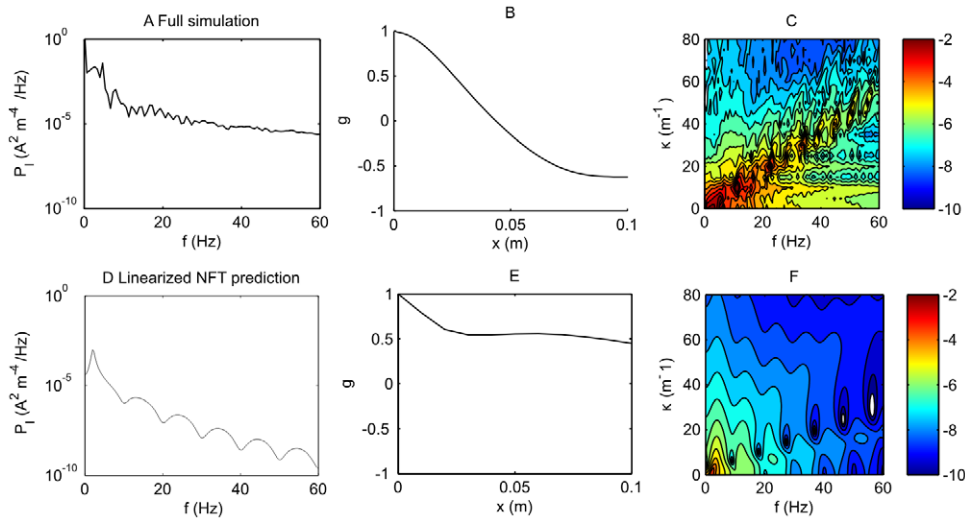 A Full simulation
10^0
10^-5
10^-10
P_I (A^2 m^-4 /Hz)
0 20 40 60
f (Hz)
B
1
0.5
0
-0.5
-1
g
0 0.05 0.1
x (m)
C
80
60
40
20
0
κ (m^-1)
0 20 40 60
f (Hz)
-2
-4
-6
-8
-10
D Linearized NFT prediction
10^0
10^-5
10^-10
P_I (A^2 m^-4/Hz)
0 20 40 60
f (Hz)
E
1
0.5
0
-0.5
-1
g
0 0.05 0.1
x (m)
F
80
60
40
20
0
κ (m^-1)
0 20 40 60
f (Hz)
-2
-4
-6
-8
-10